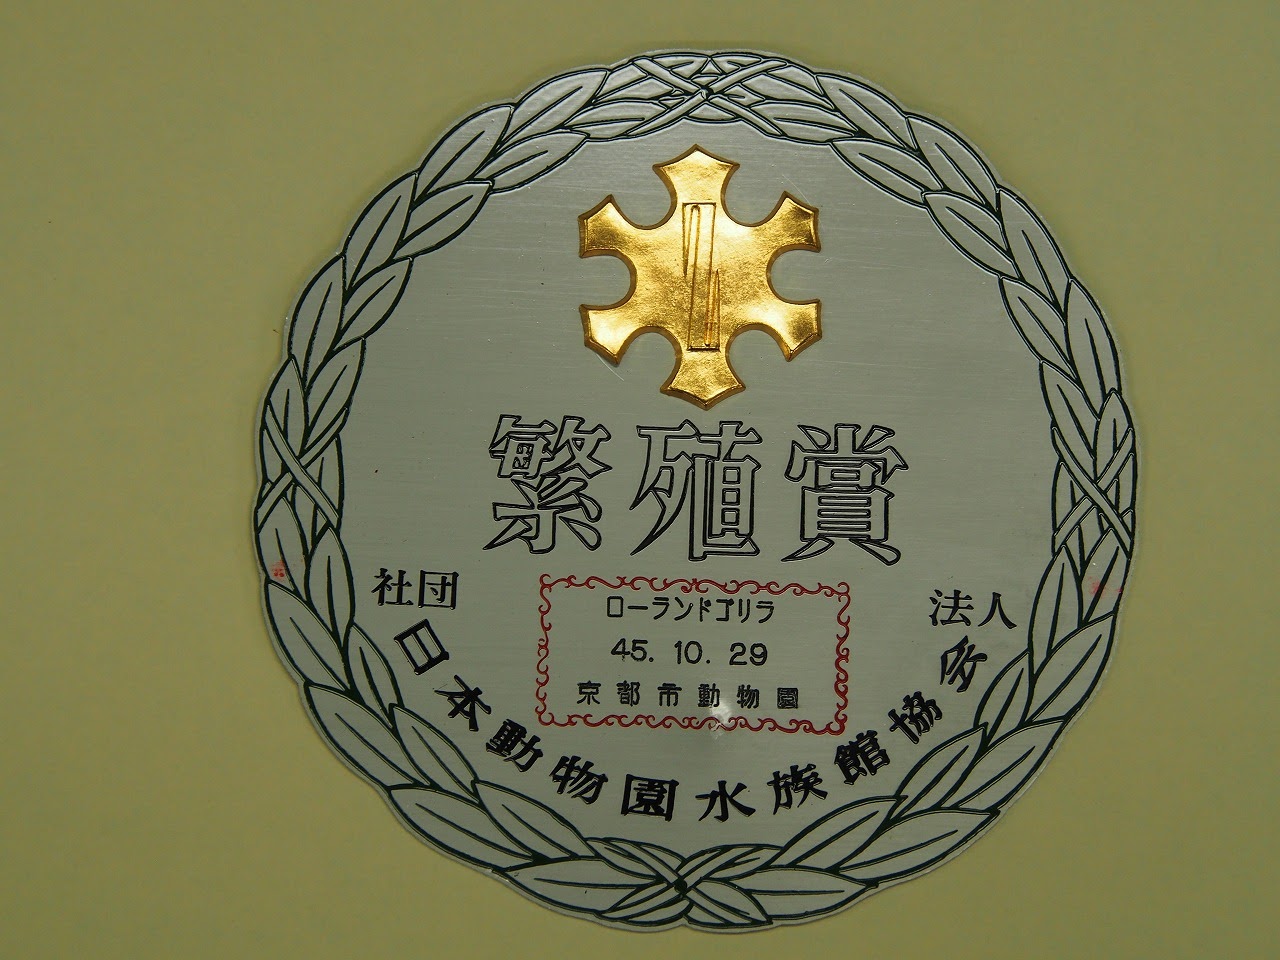 繁殖賞
社団
法人
ローランドゴリラ
45. 10. 29
京都市動物園
日本動物園水族館協会